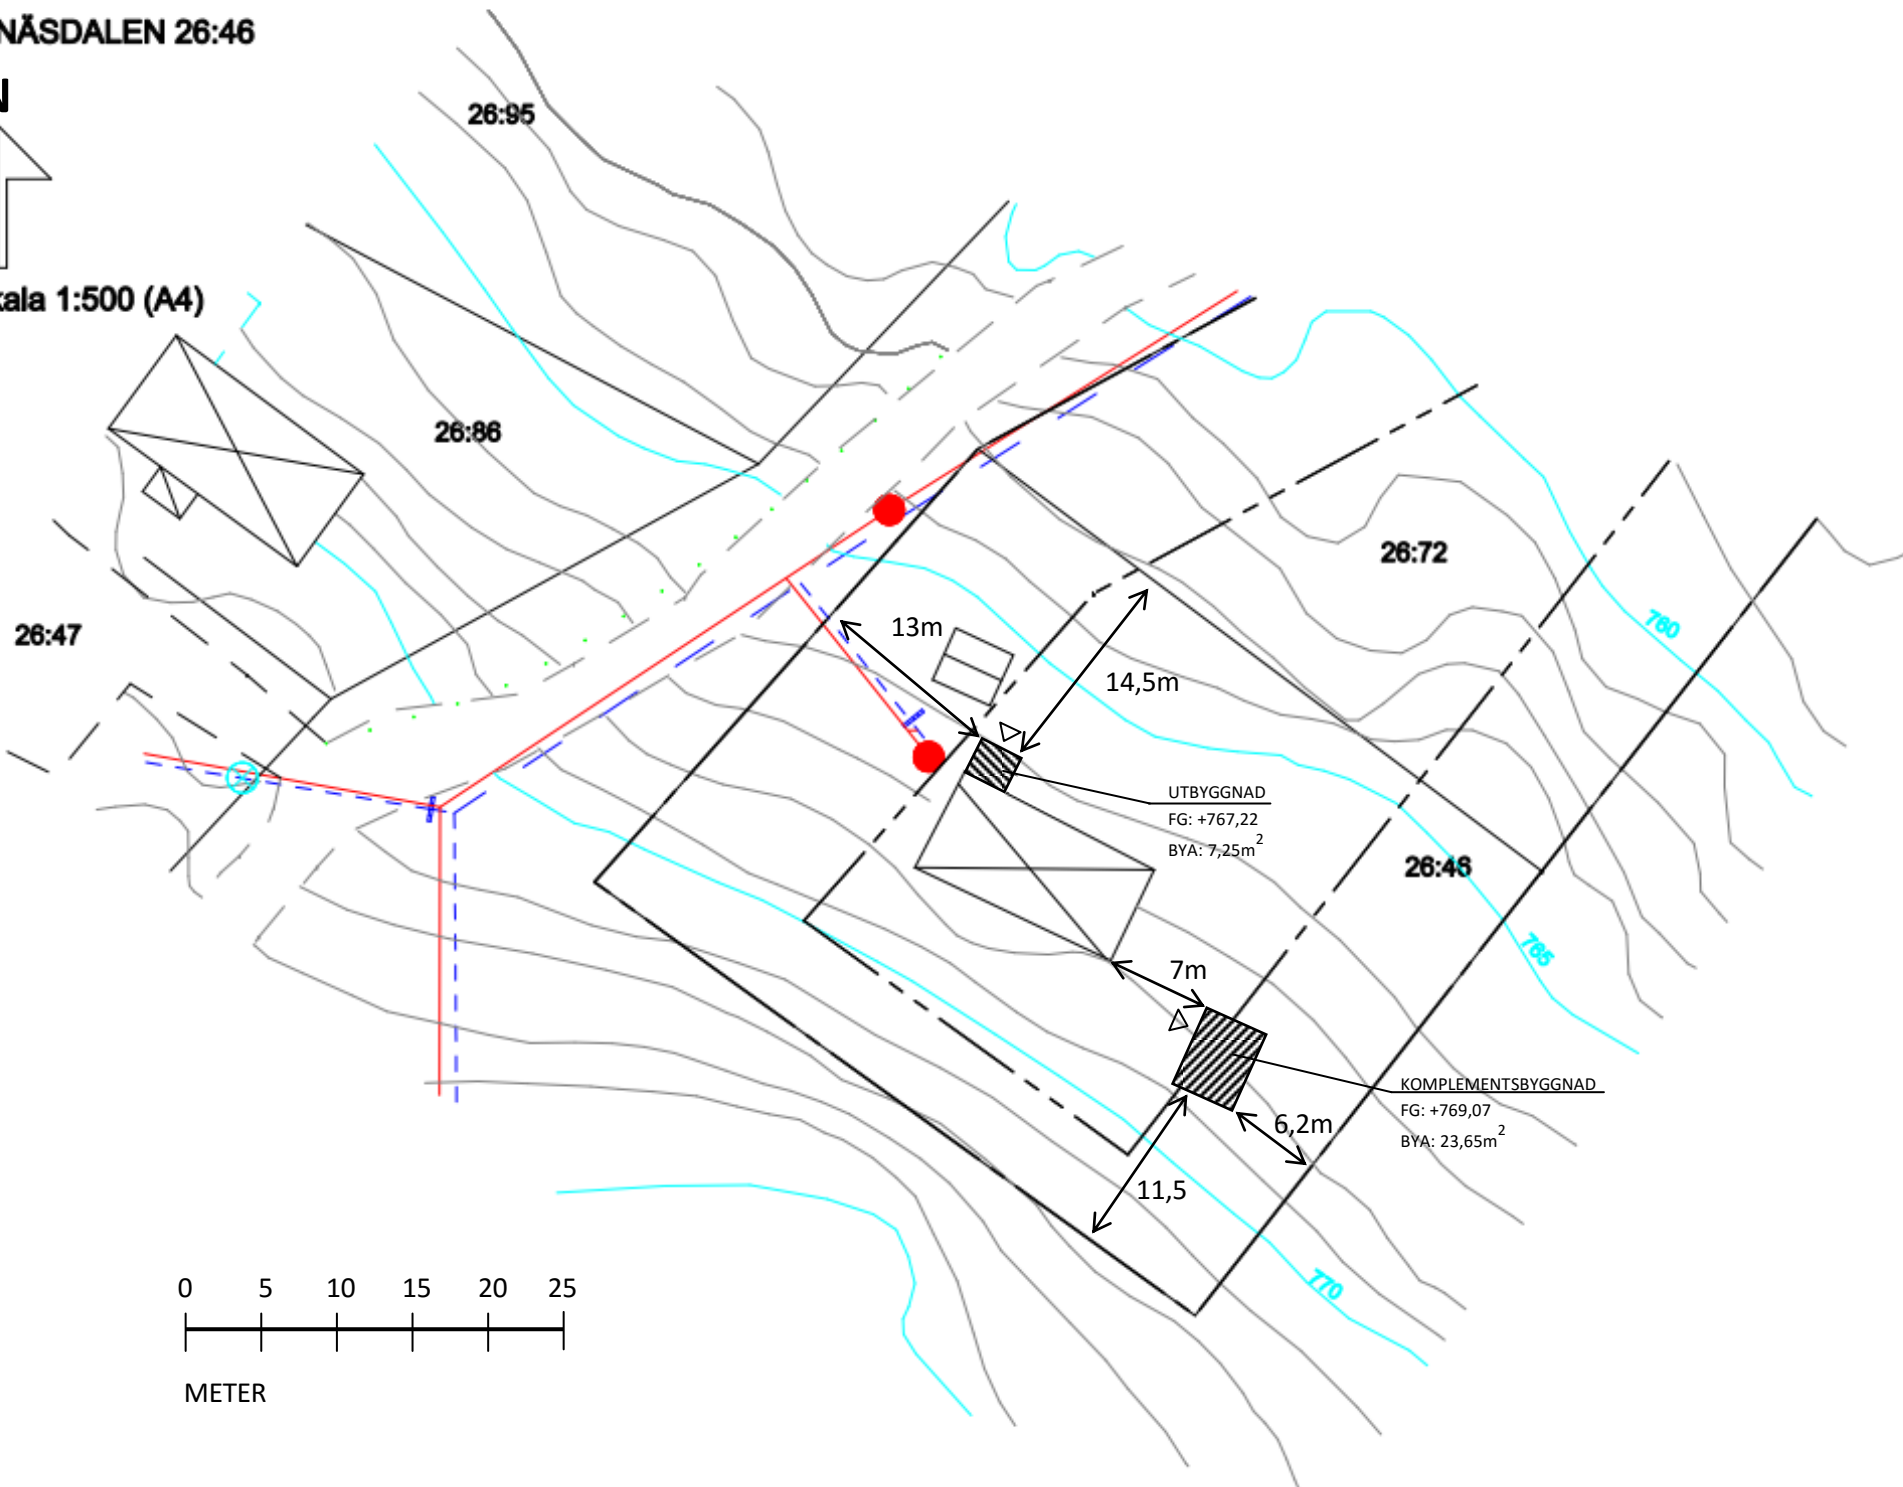 NÄSDALEN 26:46
N
kala 1:500 (A4)
26:95
26:86
26:47
26:72
26:46
760
765
770
13m
14,5m
UTBYGGNAD
FG: +767,22
BYA: 7,25m²
7m
KOMPLEMENTSBYGGNAD
FG: +769,07
BYA: 23,65m²
6,2m
11,5
0 5 10 15 20 25
METER